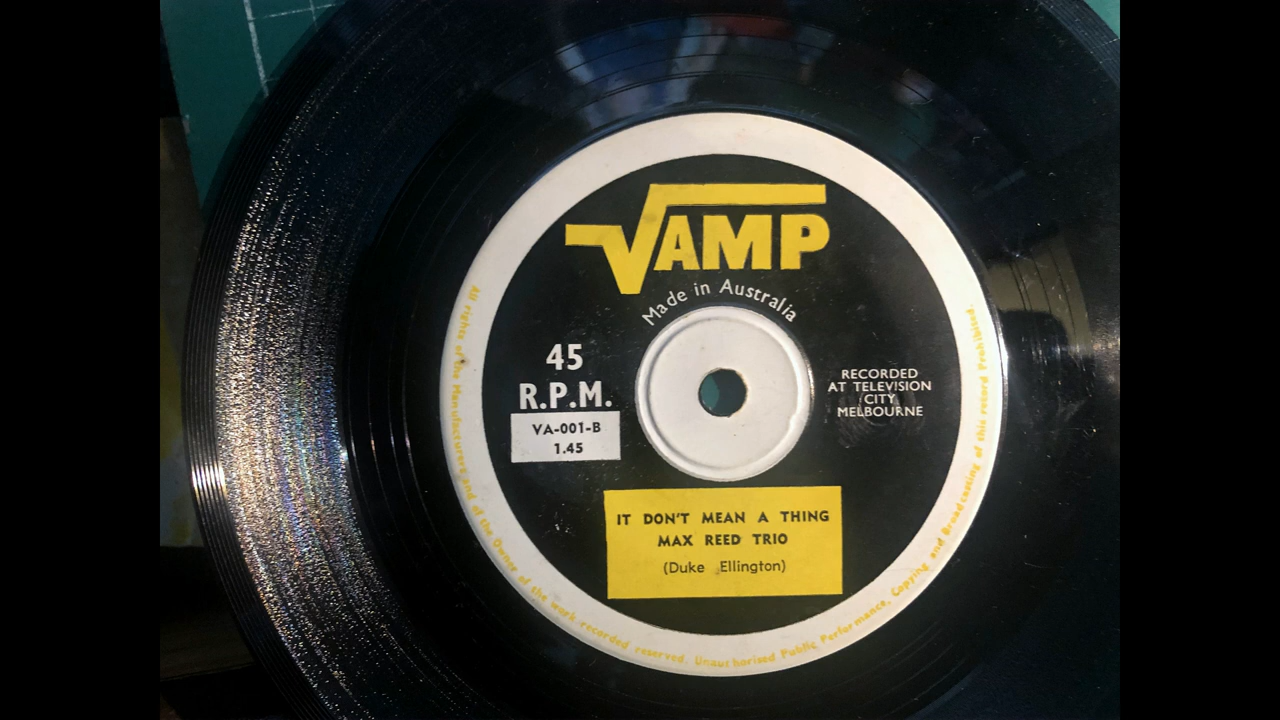 VAMP
Made in Australia
45
R.P.M.
VA-001-B
1.45
RECORDED
AT TELEVISION
CITY
MELBOURNE
IT DON'T MEAN A THING
MAX REED TRIO
(Duke Ellington)
All rights of the Manufacturers and of the Owner of the work recorded reserved. Unauthorised Public Performance, Copying and Broadcasting of this record prohibited.